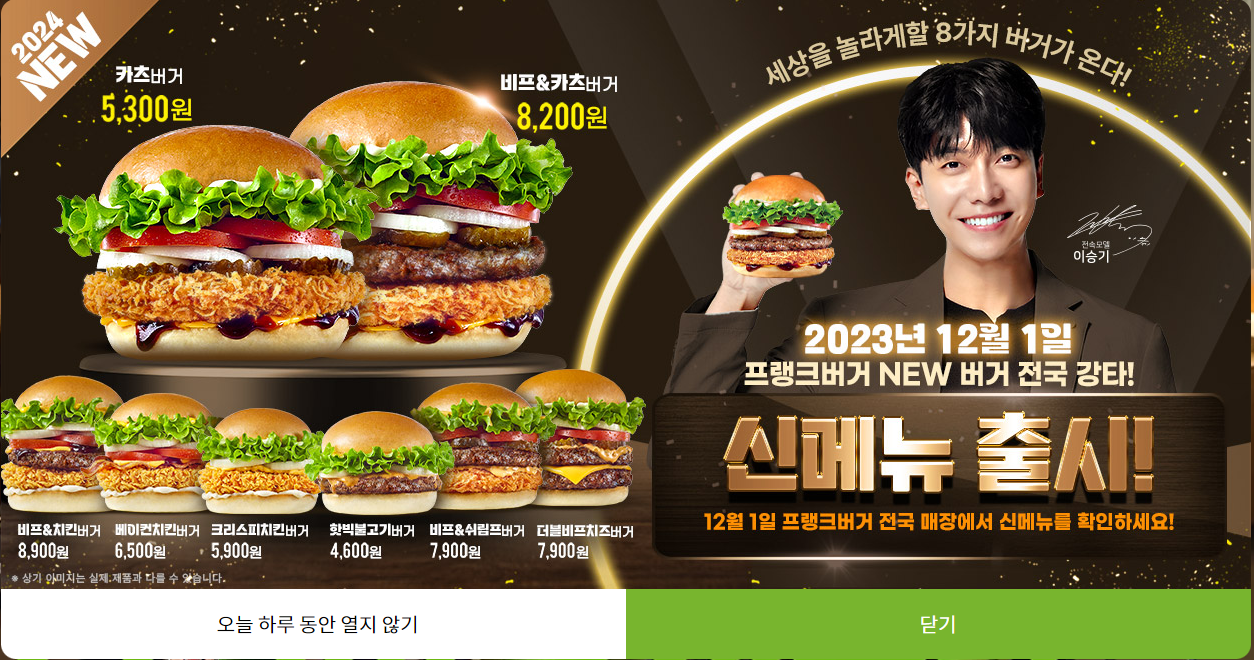 2024
NEW
카츠버거
5,300원
비프&카츠버거
8,200원
세상을 놀라게할 8가지 버거가 온다!
전속모델
이승기
2023년 12월 1일
프랭크버거 NEW 버거 전국 강타!
신메뉴 출시!
12월 1일 프랭크버거 전국 매장에서 신메뉴를 확인하세요!
비프&치킨버거
8,900원
베이컨치킨버거
6,500원
크리스피치킨버거
5,900원
핫빅불고기버거
4,600원
비프&쉬림프버거
7,900원
더블비프치즈버거
7,900원
※ 상기 이미지는 실제 제품과 다를 수 있습니다.
오늘 하루 동안 열지 않기
닫기